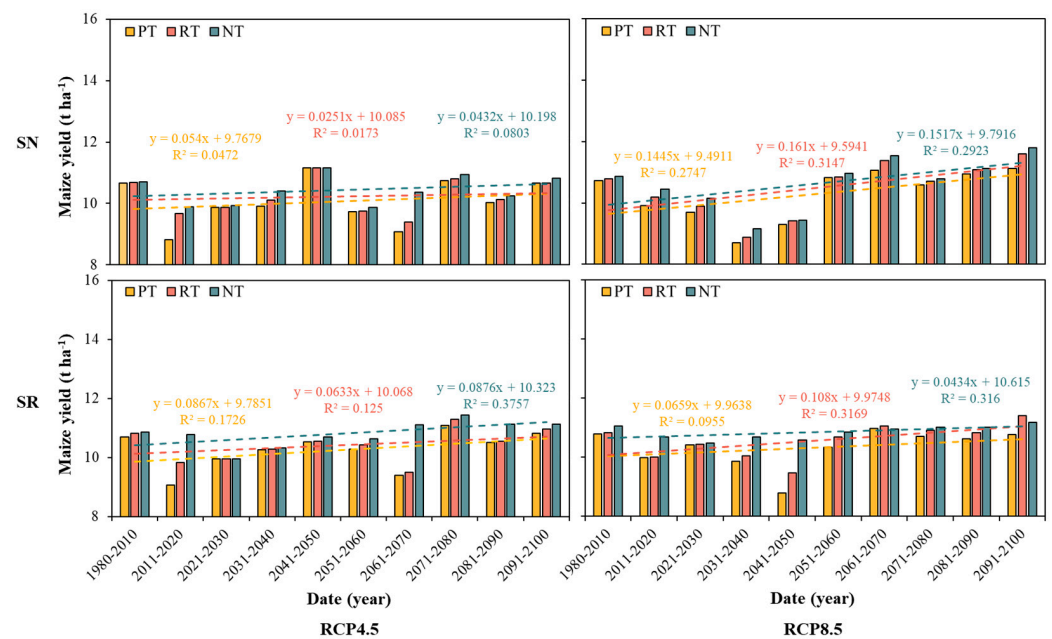 16
14
12
10
8
Maize yield (t ha-1)
SN
PT RT NT
y = 0.054x + 9.7679
R² = 0.0472
y = 0.0251x + 10.085
R² = 0.0173
y = 0.0432x + 10.198
R² = 0.0803
PT RT NT
y = 0.1445x + 9.4911
R² = 0.2747
y = 0.161x + 9.5941
R² = 0.3147
y = 0.1517x + 9.7916
R² = 0.2923
16
14
12
10
8
Maize yield (t ha-1)
SR
PT RT NT
y = 0.0867x + 9.7851
R² = 0.1726
y = 0.0633x + 10.068
R² = 0.125
y = 0.0876x + 10.323
R² = 0.3757
PT RT NT
y = 0.0659x + 9.9638
R² = 0.0955
y = 0.108x + 9.9748
R² = 0.3169
y = 0.0434x + 10.615
R² = 0.316
1980-2010
2011-2020
2021-2030
2031-2040
2041-2050
2051-2060
2061-2070
2071-2080
2081-2090
2091-2100
Date (year)
RCP4.5
1980-2010
2011-2020
2021-2030
2031-2040
2041-2050
2051-2060
2061-2070
2071-2080
2081-2090
2091-2100
Date (year)
RCP8.5